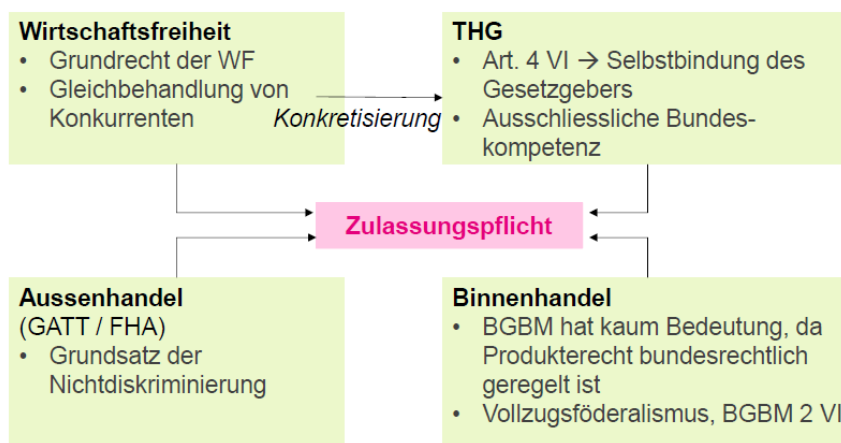 Wirtschaftsfreiheit
• Grundrecht der WF
• Gleichbehandlung von
Konkurrenten
Konkretisierung
THG
• Art. 4 VI → Selbstbindung des
Gesetzgebers
• Ausschliessliche Bundes-
kompetenz
Zulassungspflicht
Aussenhandel
(GATT / FHA)
• Grundsatz der
Nichtdiskriminierung
Binnenhandel
• BGBM hat kaum Bedeutung, da
Produkterecht bundesrechtlich
geregelt ist
• Vollzugsföderalismus, BGBM 2 VI